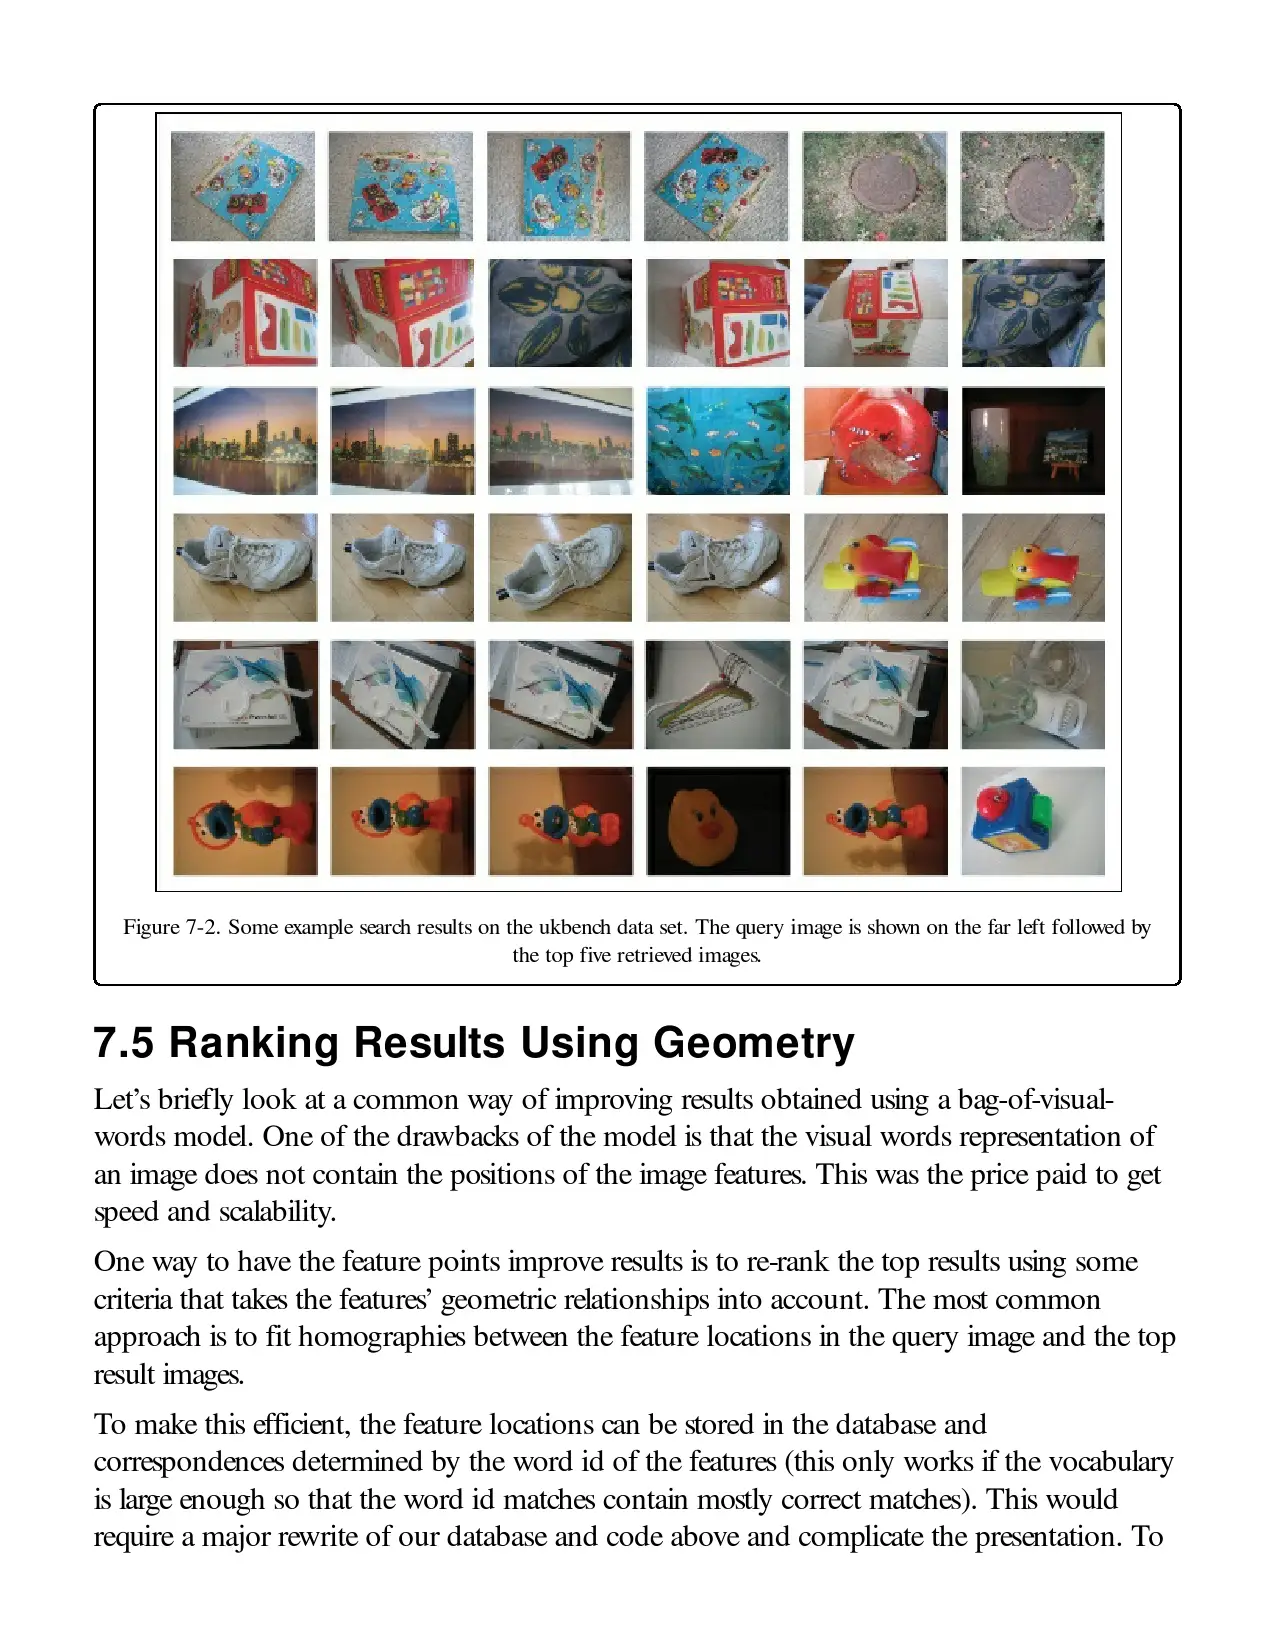 Figure 7-2. Some example search results on the ukbench data set. The query image is shown on the far left followed by
the top five retrieved images.
7.5 Ranking Results Using Geometry
Let’s briefly look at a common way of improving results obtained using a bag-of-visual-
words model. One of the drawbacks of the model is that the visual words representation of
an image does not contain the positions of the image features. This was the price paid to get
speed and scalability.
One way to have the feature points improve results is to re-rank the top results using some
criteria that takes the features’ geometric relationships into account. The most common
approach is to fit homographies between the feature locations in the query image and the top
result images.
To make this efficient, the feature locations can be stored in the database and
correspondences determined by the word id of the features (this only works if the vocabulary
is large enough so that the word id matches contain mostly correct matches). This would
require a major rewrite of our database and code above and complicate the presentation. To